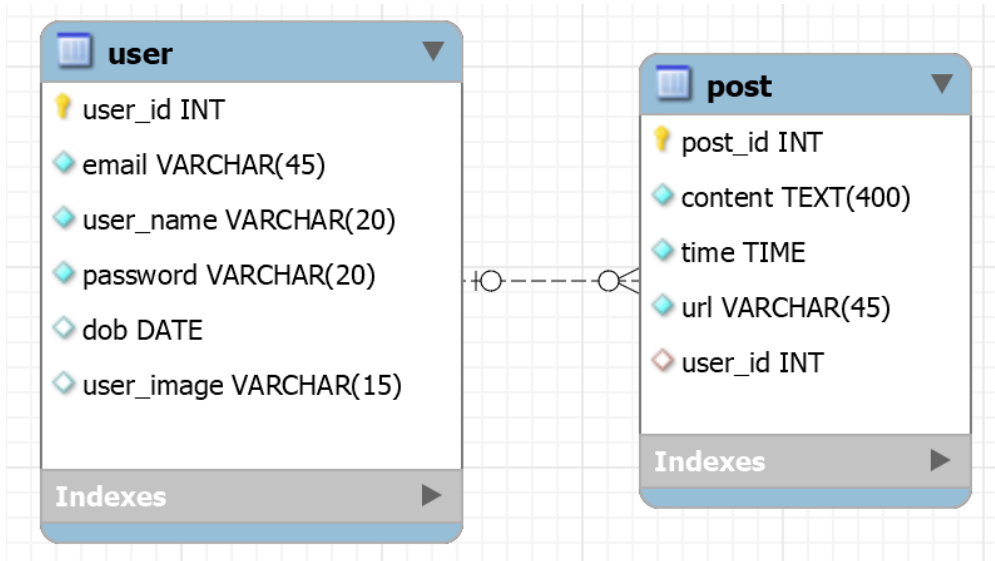 user
user_id INT
email VARCHAR(45)
user_name VARCHAR(20)
password VARCHAR(20)
dob DATE
user_image VARCHAR(15)
Indexes
post
post_id INT
content TEXT(400)
time TIME
url VARCHAR(45)
user_id INT
Indexes